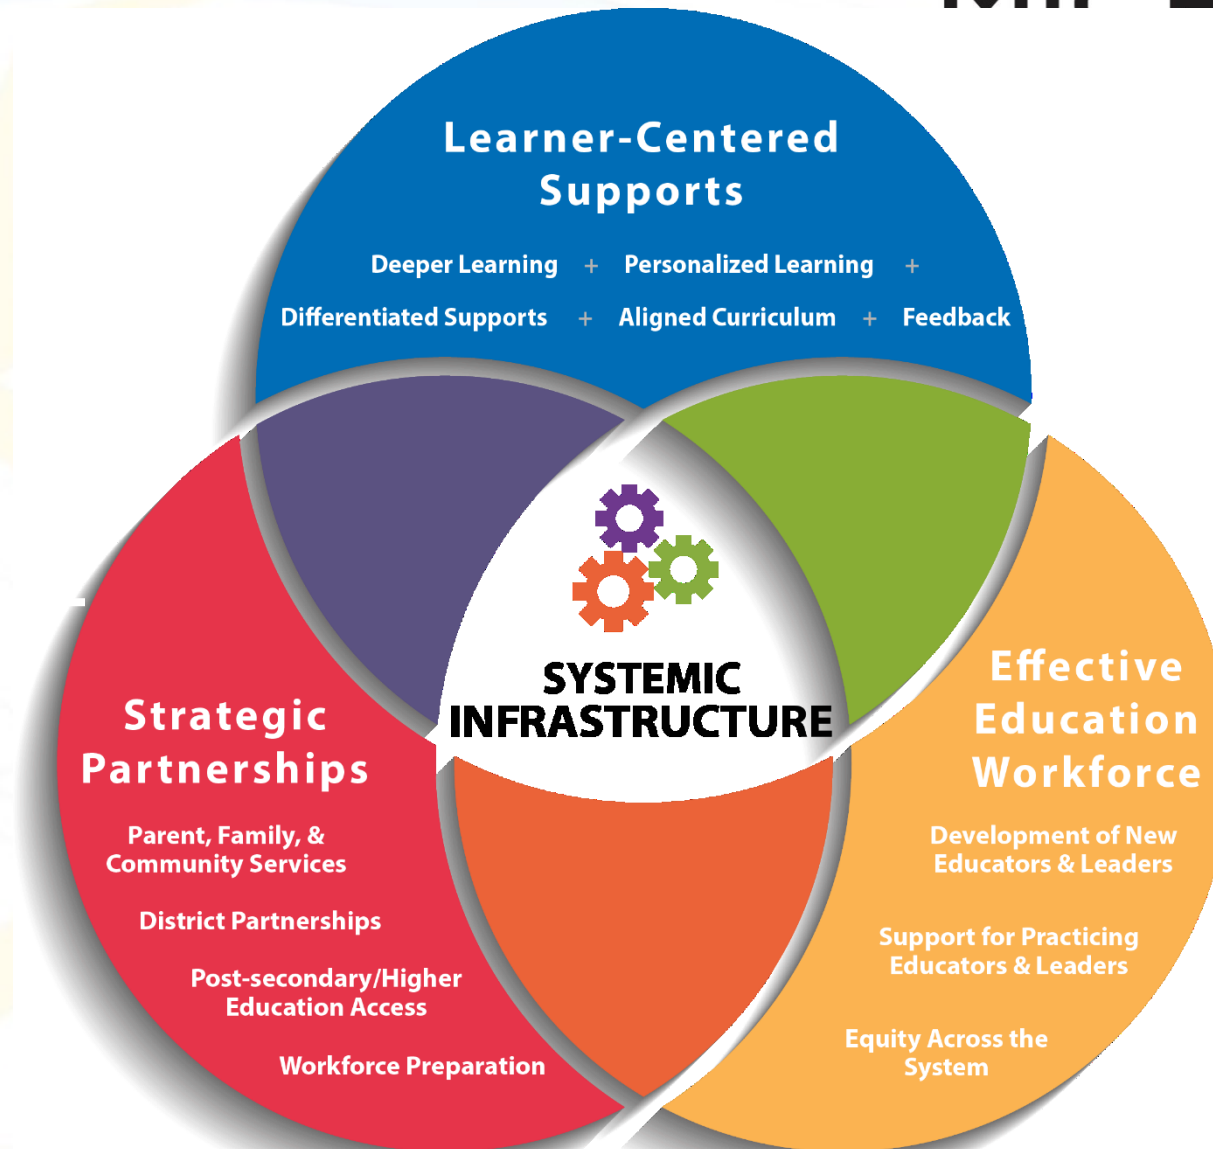 Learner-Centered
Supports
Deeper Learning + Personalized Learning +
Differentiated Supports + Aligned Curriculum + Feedback
SYSTEMIC
INFRASTRUCTURE
Strategic
Partnerships
Parent, Family, &
Community Services
District Partnerships
Post-secondary/Higher
Education Access
Workforce Preparation
Effective
Education
Workforce
Development of New
Educators & Leaders
Support for Practicing
Educators & Leaders
Equity Across the
System